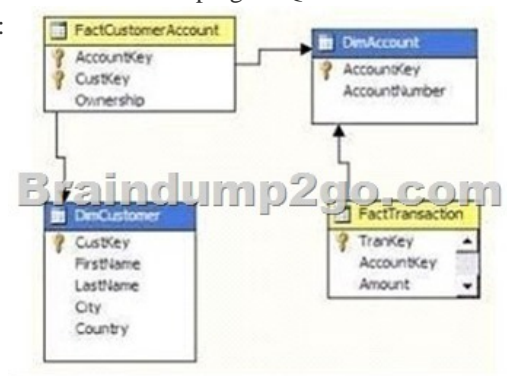 :
FactCustomerAccount
AccountKey
CustKey
Ownership
DimAccount
AccountKey
AccountNumber
Braindump2go.com
DimCustomer
CustKey
FirstName
LastName
City
Country
FactTransaction
TranKey
AccountKey
Amount